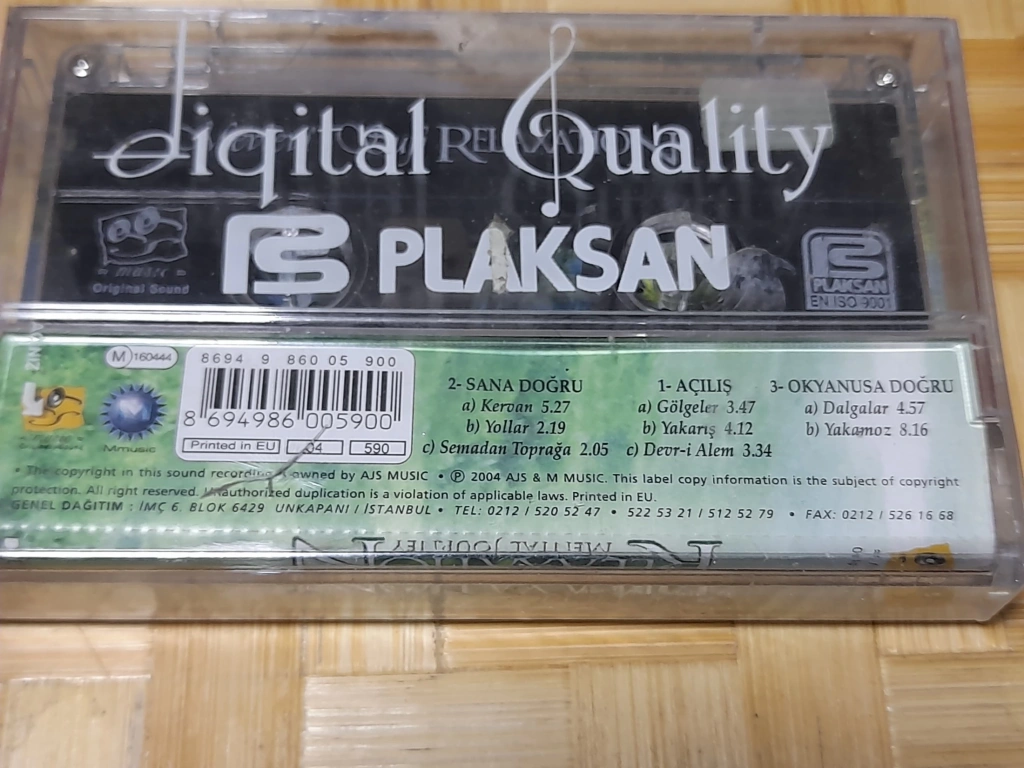 Digital Quality
RELAXATION
MUSIC
Original Sound
PLAKSAN
PLAKSAN
EN ISO 9001
M 160444
8694 9 860 05 900
8 694986 005900
Printed in EU 04 590
Mmusic
2- SANA DOĞRU
a) Kervan 5.27
b) Yollar 2.19
c) Semadan Toprağa 2.05
1- AÇILIŞ
a) Gölgeler 3.47
b) Yakarış 4.12
c) Devr-i Alem 3.34
3- OKYANUSA DOĞRU
a) Dalgalar 4.57
b) Yakamoz 8.16
• The copyright in this sound recording owned by AJS MUSIC • ℗ 2004 AJS & M MUSIC. This label copy information is the subject of copyright
protection. All right reserved. Unauthorized duplication is a violation of applicable laws. Printed in EU.
GENEL DAĞITIM : İMÇ 6. BLOK 6429 UNKAPANI / İSTANBUL • TEL: 0212 / 520 52 47 • 522 53 21 / 512 52 79 • FAX: 0212 / 526 16 68
MENTAL JOURNEY